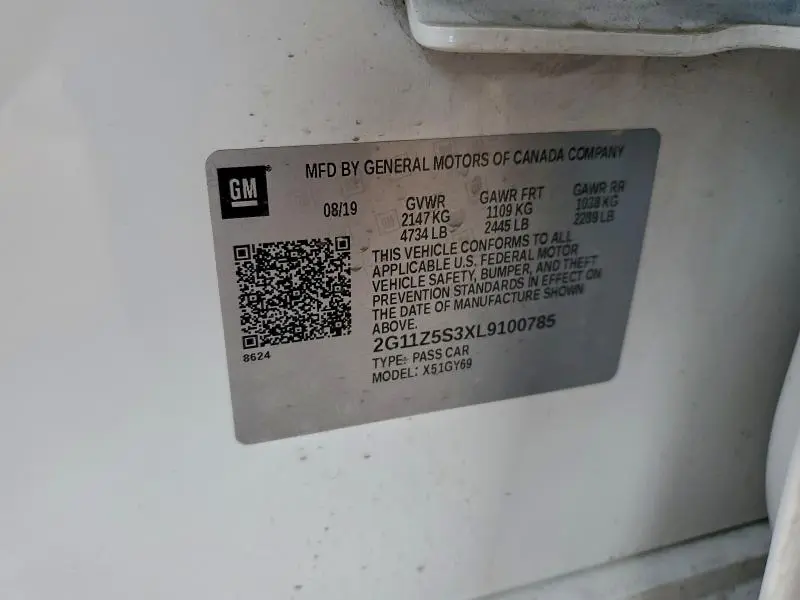 GM
MFD BY GENERAL MOTORS OF CANADA COMPANY
08/19 GVWR GAWR FRT GAWR RR
2147 KG 1109 KG 1038 KG
4734 LB 2445 LB 2289 LB
THIS VEHICLE CONFORMS TO ALL
APPLICABLE U.S. FEDERAL MOTOR
VEHICLE SAFETY, BUMPER, AND THEFT
PREVENTION STANDARDS IN EFFECT ON
THE DATE OF MANUFACTURE SHOWN
ABOVE.
2G11Z5S3XL9100785
TYPE: PASS CAR
MODEL: X51GY69
8624